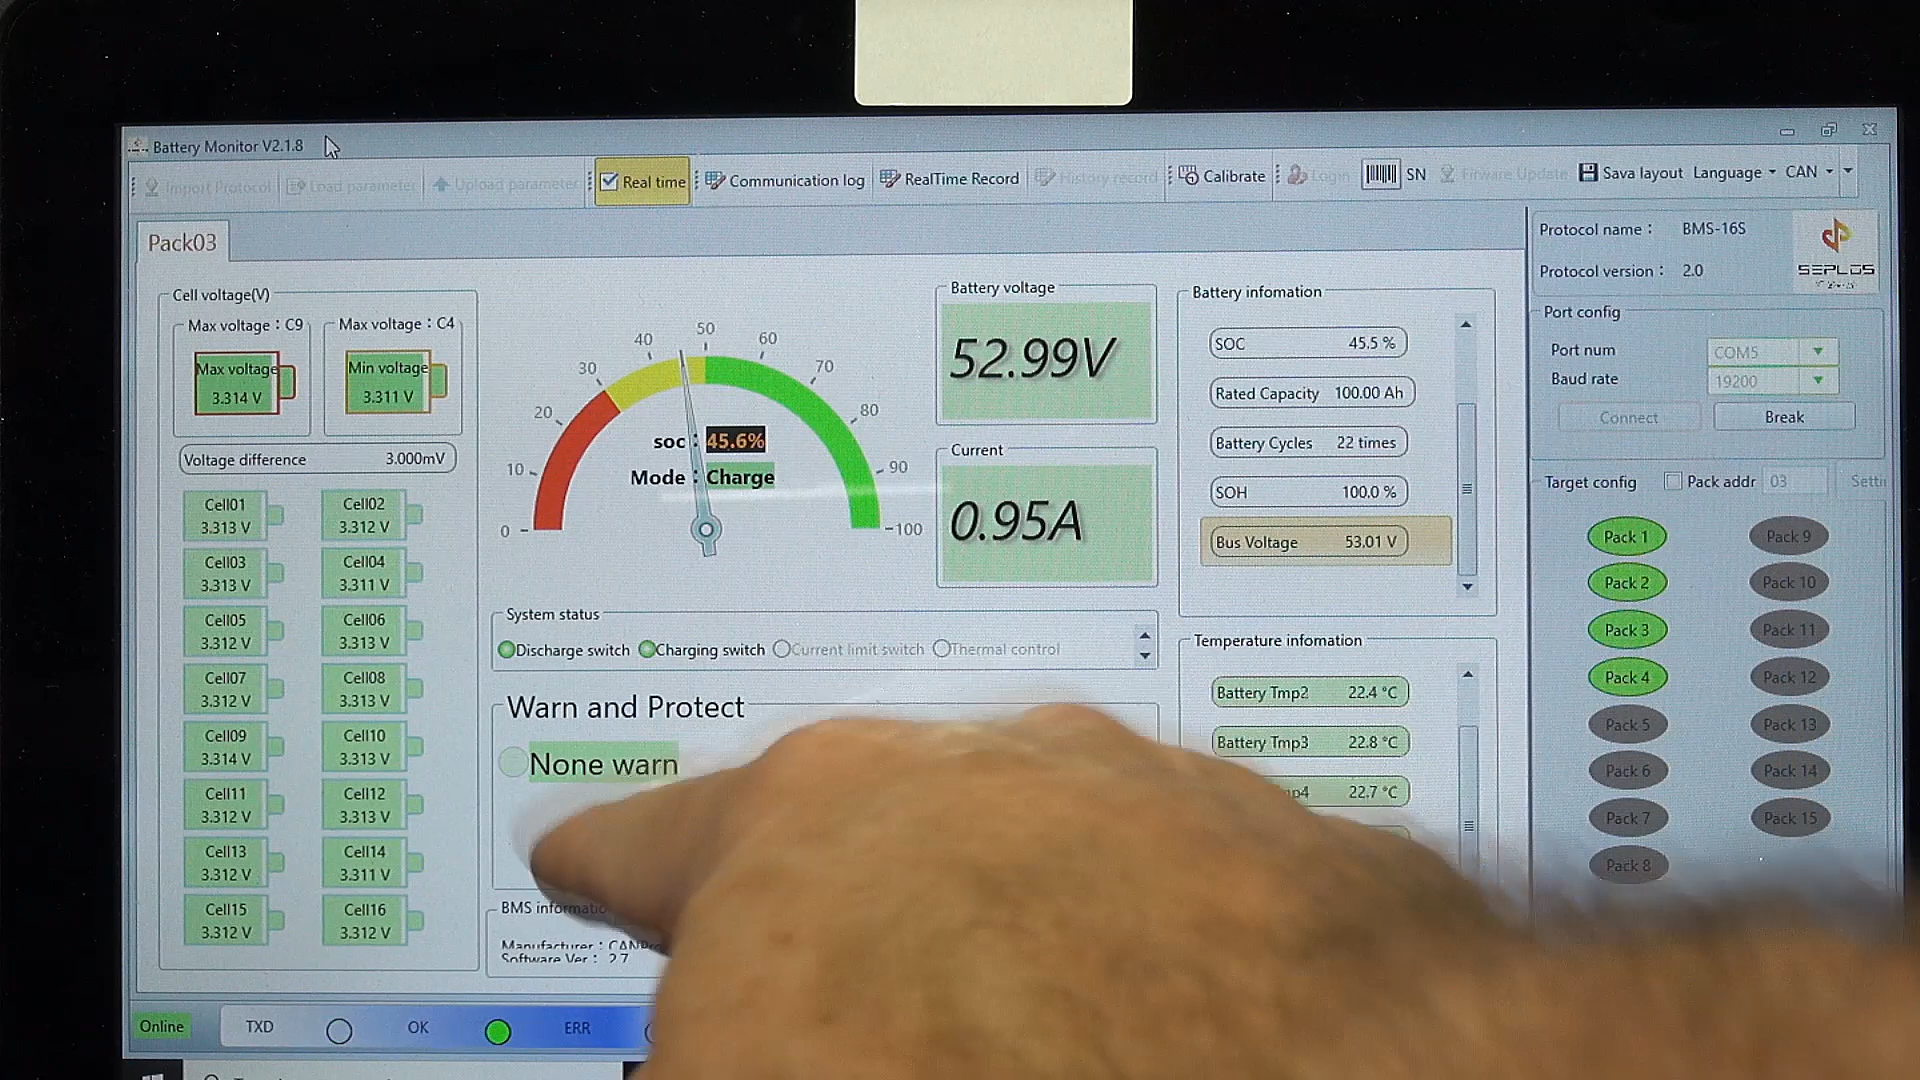 Battery Monitor V2.1.8
Import Protocol
Load parameter
Upload parameter
Real time
Communication log
RealTime Record
History record
Calibrate
Login
SN
Firware Update
Sava layout
Language
CAN
Pack03
Cell voltage(V)
Max voltage：C9
Max voltage：C4
Max voltage
3.314 V
Min voltage
3.311 V
Voltage difference 3.000mV
Cell01
3.313 V
Cell02
3.312 V
Cell03
3.313 V
Cell04
3.311 V
Cell05
3.312 V
Cell06
3.313 V
Cell07
3.312 V
Cell08
3.313 V
Cell09
3.314 V
Cell10
3.313 V
Cell11
3.312 V
Cell12
3.313 V
Cell13
3.312 V
Cell14
3.311 V
Cell15
3.312 V
Cell16
3.312 V
0
10
20
30
40
50
60
70
80
90
100
soc：45.6%
Mode：Charge
Battery voltage
52.99V
Current
0.95A
Battery infomation
SOC 45.5 %
Rated Capacity 100.00 Ah
Battery Cycles 22 times
SOH 100.0 %
Bus Voltage 53.01 V
System status
Discharge switch
Charging switch
Current limit switch
Thermal control
Warn and Protect
None warn
Temperature infomation
Battery Tmp2 22.4 °C
Battery Tmp3 22.8 °C
22.7 °C
BMS
Manufacturer：
Software Ver： 2.7
Protocol name： BMS-16S
Protocol version： 2.0
SEPLOS
Port config
Port num COM5
Baud rate 19200
Connect
Break
Target config
Pack addr 03
Pack 1
Pack 9
Pack 2
Pack 10
Pack 3
Pack 11
Pack 4
Pack 12
Pack 5
Pack 13
Pack 6
Pack 14
Pack 7
Pack 15
Pack 8
Online
TXD
OK
ERR